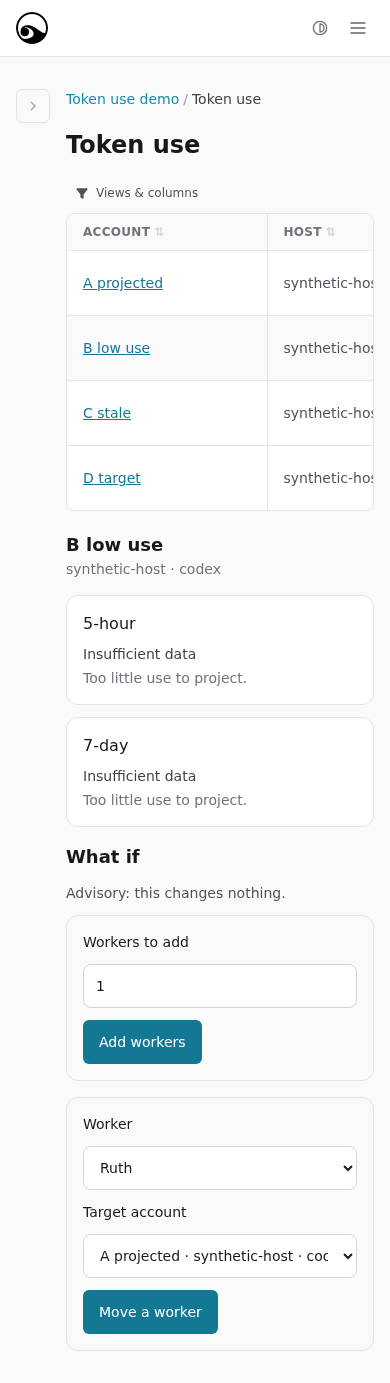 Token use demo / Token use
Token use
Views & columns
ACCOUNT HOST
A projected synthetic-hos
B low use synthetic-hos
C stale synthetic-hos
D target synthetic-hos
B low use
synthetic-host · codex
5-hour
Insufficient data
Too little use to project.
7-day
Insufficient data
Too little use to project.
What if
Advisory: this changes nothing.
Workers to add
1
Add workers
Worker
Ruth
Target account
A projected · synthetic-host · cod
Move a worker